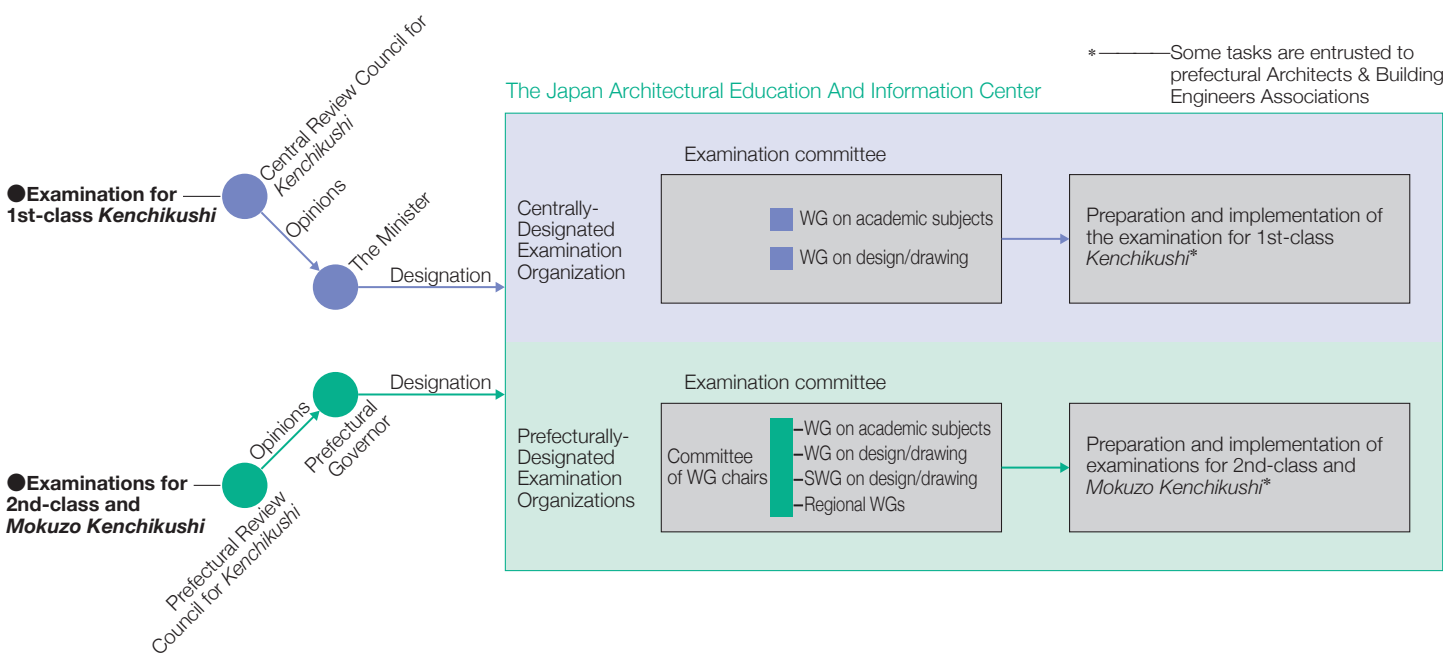 ●Examination for
1st-class Kenchikushi
Central Review Council for
Kenchikushi
Opinions
The Minister
Designation
*———Some tasks are entrusted to
prefectural Architects & Building
Engineers Associations
The Japan Architectural Education And Information Center
Centrally-
Designated
Examination
Organization
Examination committee
WG on academic subjects
WG on design/drawing
Preparation and implementation of
the examination for 1st-class
Kenchikushi*
●Examinations for
2nd-class and
Mokuzo Kenchikushi
Prefectural Review
Council for Kenchikushi
Opinions
Prefectural
Governor
Designation
Prefecturally-
Designated
Examination
Organizations
Examination committee
Committee
of WG chairs
WG on academic subjects
WG on design/drawing
SWG on design/drawing
Regional WGs
Preparation and implementation of
examinations for 2nd-class and
Mokuzo Kenchikushi*